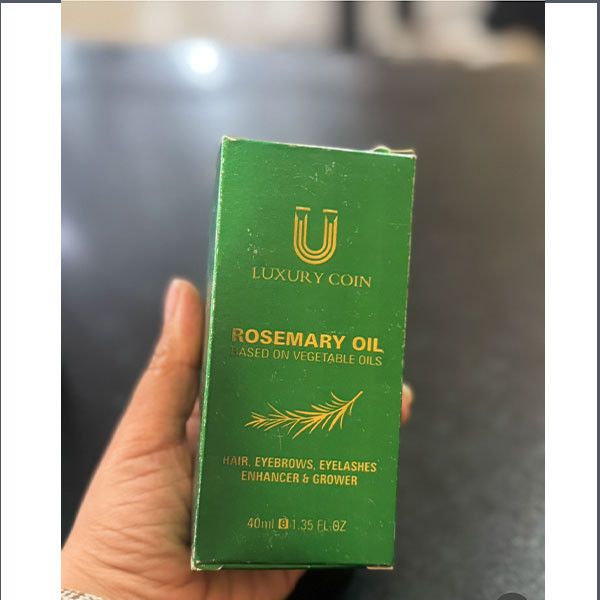 LUXURY COIN
ROSEMARY OIL
BASED ON VEGETABLE OILS
HAIR, EYEBROWS, EYELASHES
ENHANCER & GROWER
40ml e 1.35 FL.OZ